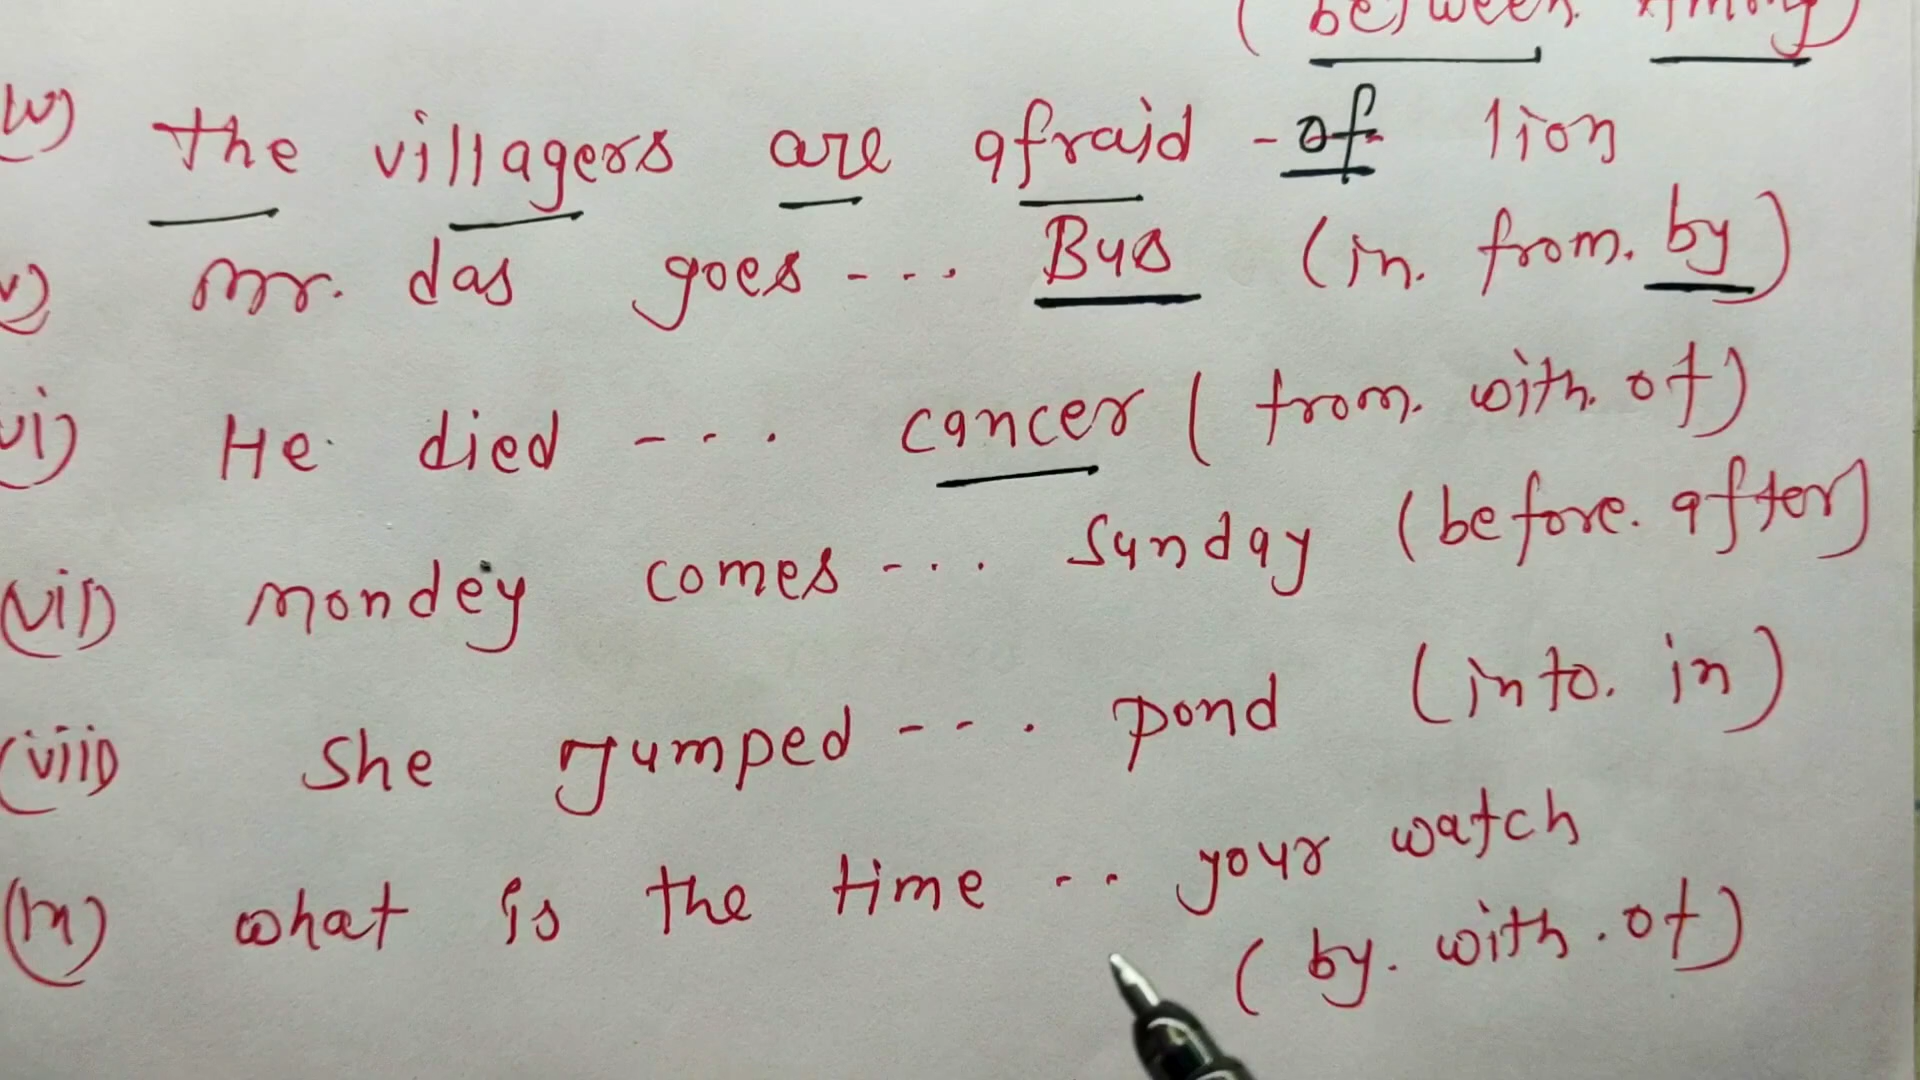 (between. Among)
iv) the villagers are afraid - of lion
v) mr. das goes - - - . Bus (in. from. by)
vi) He died - - - . cancer ( from. with. of)
(vii) mondey comes - - - . Sunday (before. after)
(viii) She Jumped - - - . pond (into. in)
(ix) what is the time - - your watch
( by. with. of)